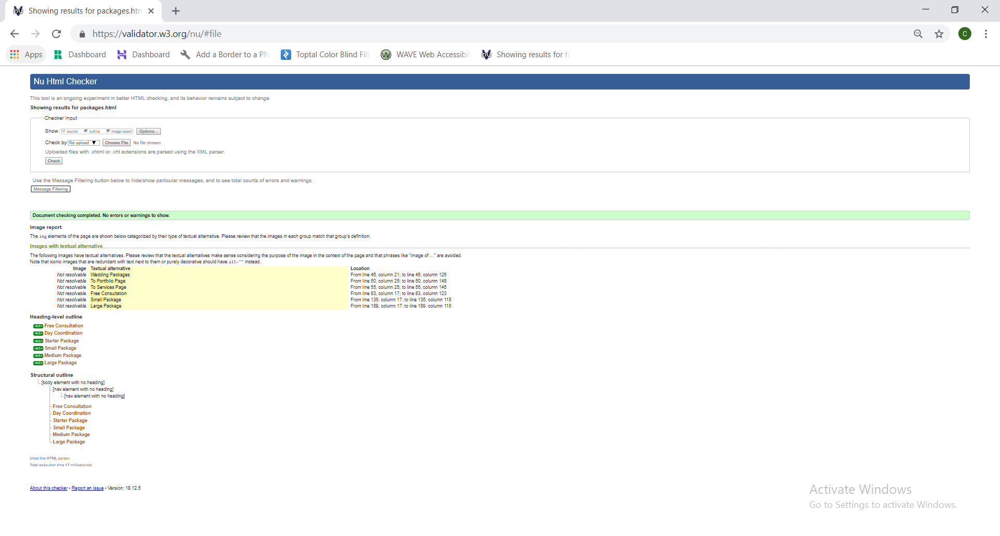 Showing results for packages.htm
https://validator.w3.org/nu/#file
C
Apps Dashboard Dashboard Add a Border to a PN Toptal Color Blind Filt WAVE Web Accessibi Showing results for h
Nu Html Checker
This tool is an ongoing experiment in better HTML checking, and its behavior remains subject to change
Showing results for packages.html
Checker Input
Show source outline image report Options...
Check by file upload Choose File No file chosen
Uploaded files with .xhtml or .xht extensions are parsed using the XML parser.
Check
Use the Message Filtering button below to hide/show particular messages, and to see total counts of errors and warnings.
Message Filtering
Document checking completed. No errors or warnings to show.
Image report
The img elements of the page are shown below categorized by their type of textual alternative. Please review that the images in each group match that group's definition.
Images with textual alternative
The following images have textual alternatives. Please review that the textual alternatives make sense considering the purpose of the image in the context of the page and that phrases like “Image of …” are avoided.
Note that iconic images that are redundant with text next to them or purely decorative should have alt="" instead.
Image Textual alternative Location
Not resolvable Wedding Packages From line 46, column 21; to line 46, column 125
Not resolvable To Portfolio Page From line 50, column 25; to line 50, column 148
Not resolvable To Services Page From line 55, column 25; to line 55, column 145
Not resolvable Free Consultation From line 83, column 17; to line 83, column 123
Not resolvable Small Package From line 135, column 17; to line 135, column 115
Not resolvable Large Package From line 189, column 17; to line 189, column 115
Heading-level outline
<h1> Free Consultation
<h1> Day Coordination
<h1> Starter Package
<h1> Small Package
<h1> Medium Package
<h1> Large Package
Structural outline
[body element with no heading]
[nav element with no heading]
[nav element with no heading]
Free Consultation
Day Coordination
Starter Package
Small Package
Medium Package
Large Package
Used the HTML parser.
Total execution time 17 milliseconds.
About this checker • Report an issue • Version: 18.12.5
Activate Windows
Go to Settings to activate Windows.